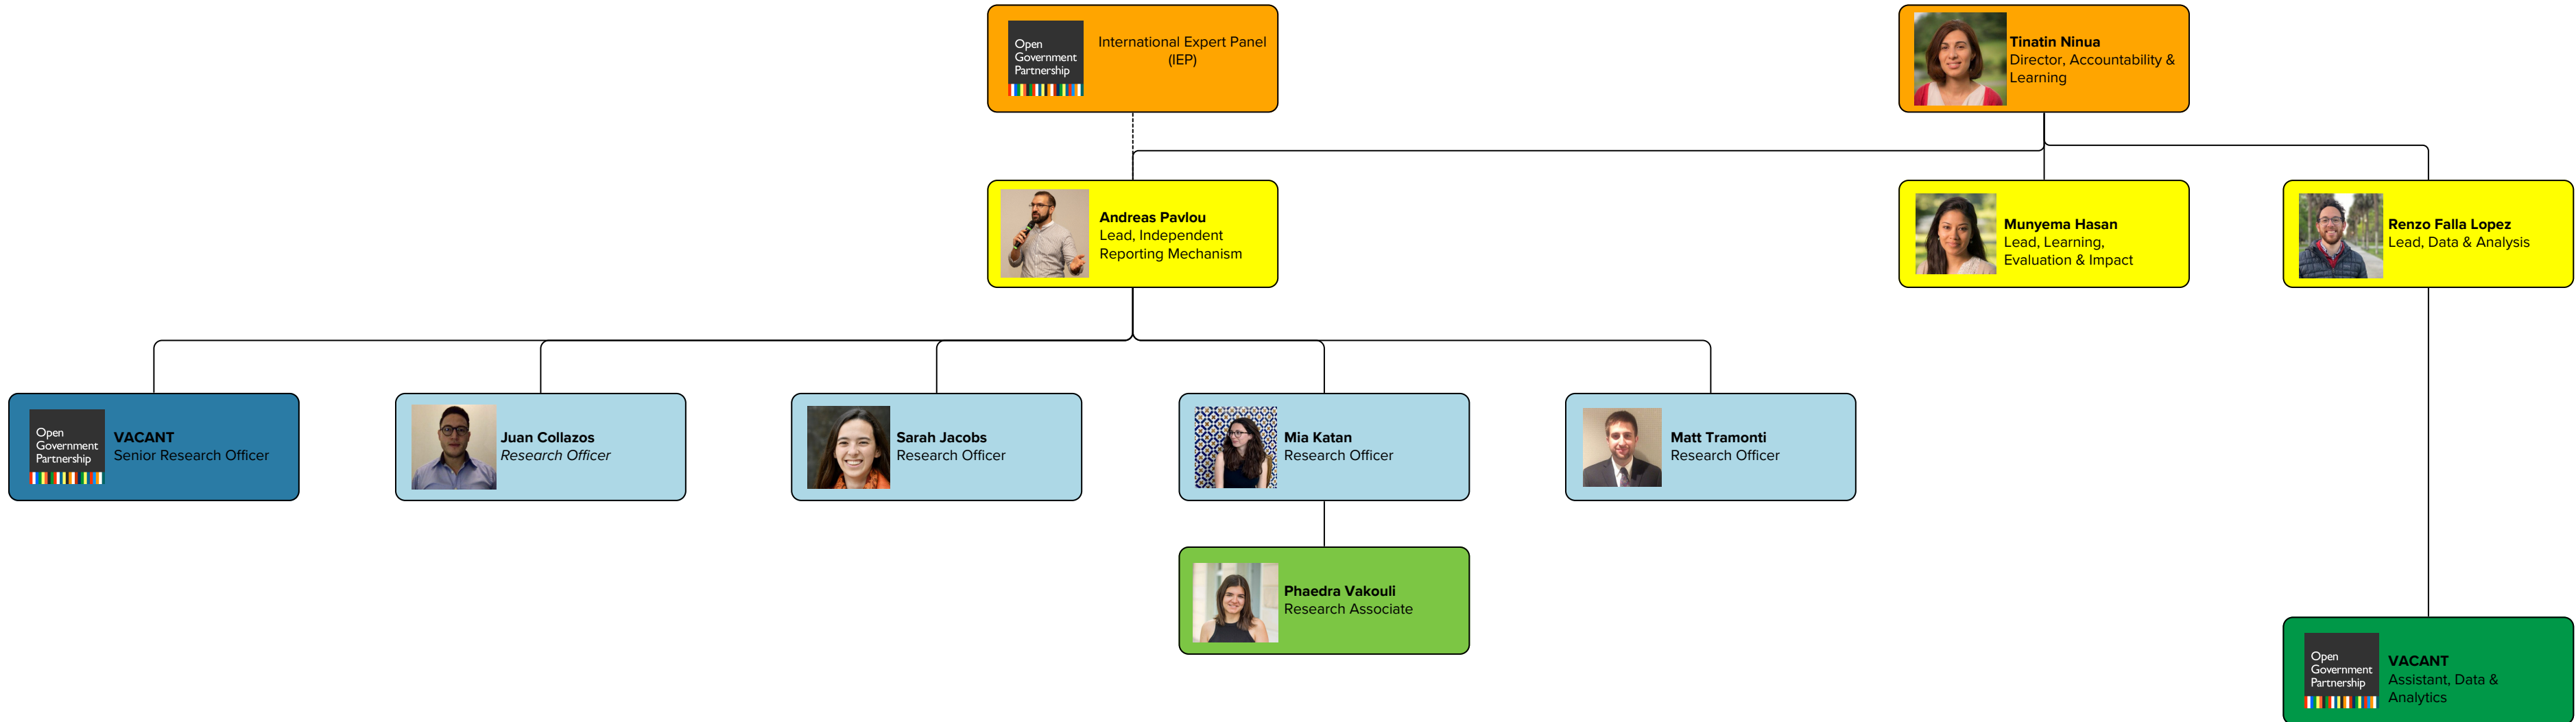 Open
Government
Partnership
International Expert Panel
(IEP)
Tinatin Ninua
Director, Accountability &
Learning
Andreas Pavlou
Lead, Independent
Reporting Mechanism
Munyema Hasan
Lead, Learning,
Evaluation & Impact
Renzo Falla Lopez
Lead, Data & Analysis
Open
Government
Partnership
VACANT
Senior Research Officer
Juan Collazos
Research Officer
Sarah Jacobs
Research Officer
Mia Katan
Research Officer
Matt Tramonti
Research Officer
Phaedra Vakouli
Research Associate
Open
Government
Partnership
VACANT
Assistant, Data &
Analytics